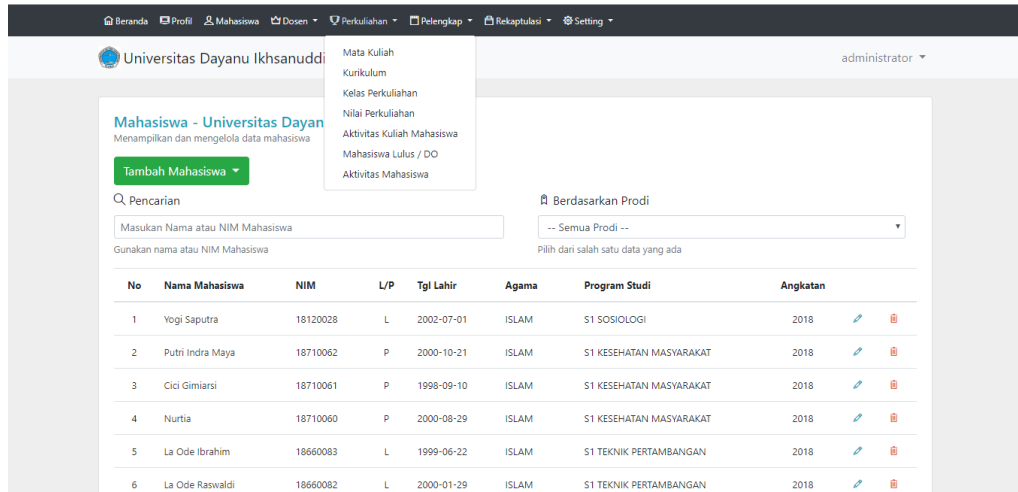 Beranda Profil Mahasiswa Dosen Perkuliahan Pelengkap Rekaptulasi Setting
Universitas Dayanu Ikhsanuddi
administrator
Mata Kuliah
Kurikulum
Kelas Perkuliahan
Nilai Perkuliahan
Aktivitas Kuliah Mahasiswa
Mahasiswa Lulus / DO
Aktivitas Mahasiswa
Mahasiswa - Universitas Dayan
Menampilkan dan mengelola data mahasiswa
Tambah Mahasiswa
Pencarian
Masukan Nama atau NIM Mahasiswa
Gunakan nama atau NIM Mahasiswa
Berdasarkan Prodi
-- Semua Prodi --
Pilih dari salah satu data yang ada
No Nama Mahasiswa NIM L/P Tgl Lahir Agama Program Studi Angkatan
1 Yogi Saputra 18120028 L 2002-07-01 ISLAM S1 SOSIOLOGI 2018
2 Putri Indra Maya 18710062 P 2000-10-21 ISLAM S1 KESEHATAN MASYARAKAT 2018
3 Cici Gimiarsi 18710061 P 1998-09-10 ISLAM S1 KESEHATAN MASYARAKAT 2018
4 Nurtia 18710060 P 2000-08-29 ISLAM S1 KESEHATAN MASYARAKAT 2018
5 La Ode Ibrahim 18660083 L 1999-06-22 ISLAM S1 TEKNIK PERTAMBANGAN 2018
6 La Ode Raswaldi 18660082 L 2000-01-29 ISLAM S1 TEKNIK PERTAMBANGAN 2018